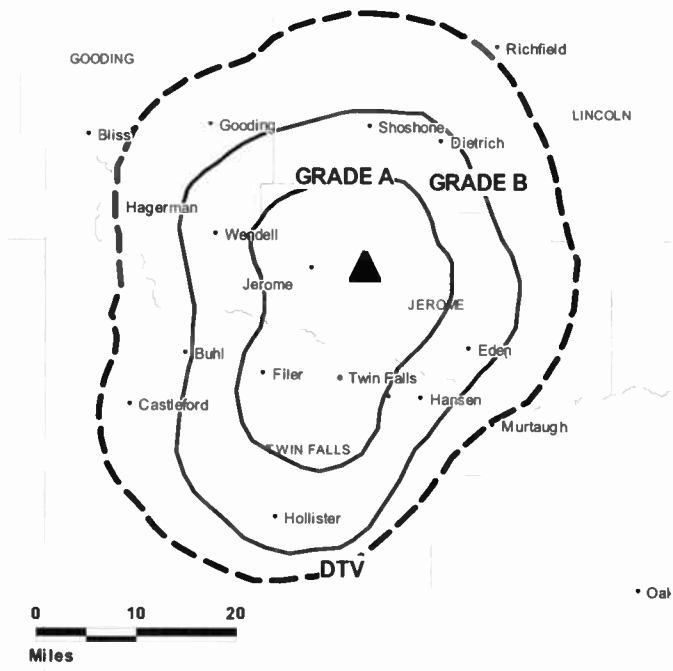 Richfield
GOODING
LINCOLN
Gooding
Shoshone
Bliss
Dietrich
GRADE A
GRADE B
Hagerman
Wendell
Jerome
JEROME
Eden
Buhl
Filer
Twin Falls
Hansen
Castleford
Murtaugh
TWIN FALLS
Hollister
DTV
Oak
0 10 20
Miles